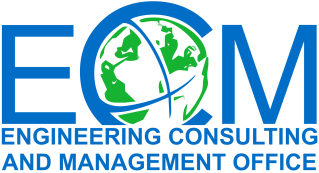 ECM
ENGINEERING CONSULTING
AND MANAGEMENT OFFICE